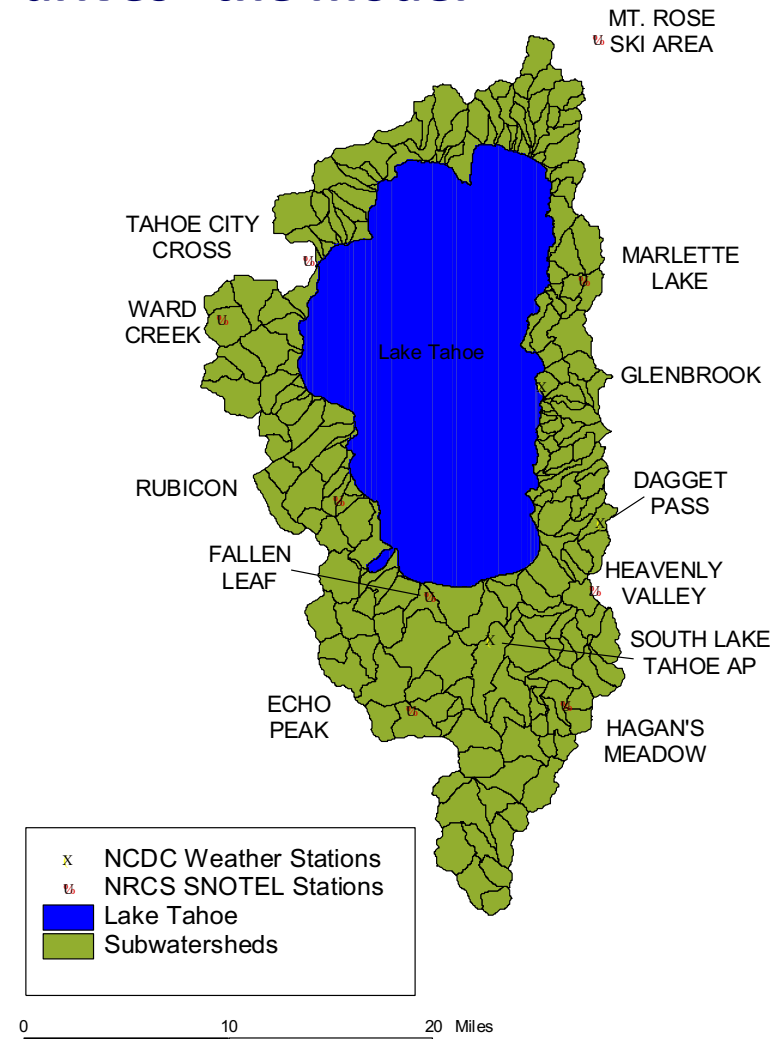 MT. ROSE
SKI AREA
TAHOE CITY
CROSS
MARLETTE
LAKE
WARD
CREEK
Lake Tahoe
GLENBROOK
RUBICON
DAGGET
PASS
FALLEN
LEAF
HEAVENLY
VALLEY
SOUTH LAKE
TAHOE AP
ECHO
PEAK
HAGAN'S
MEADOW
NCDC Weather Stations
NRCS SNOTEL Stations
Lake Tahoe
Subwatersheds
0 10 20 Miles